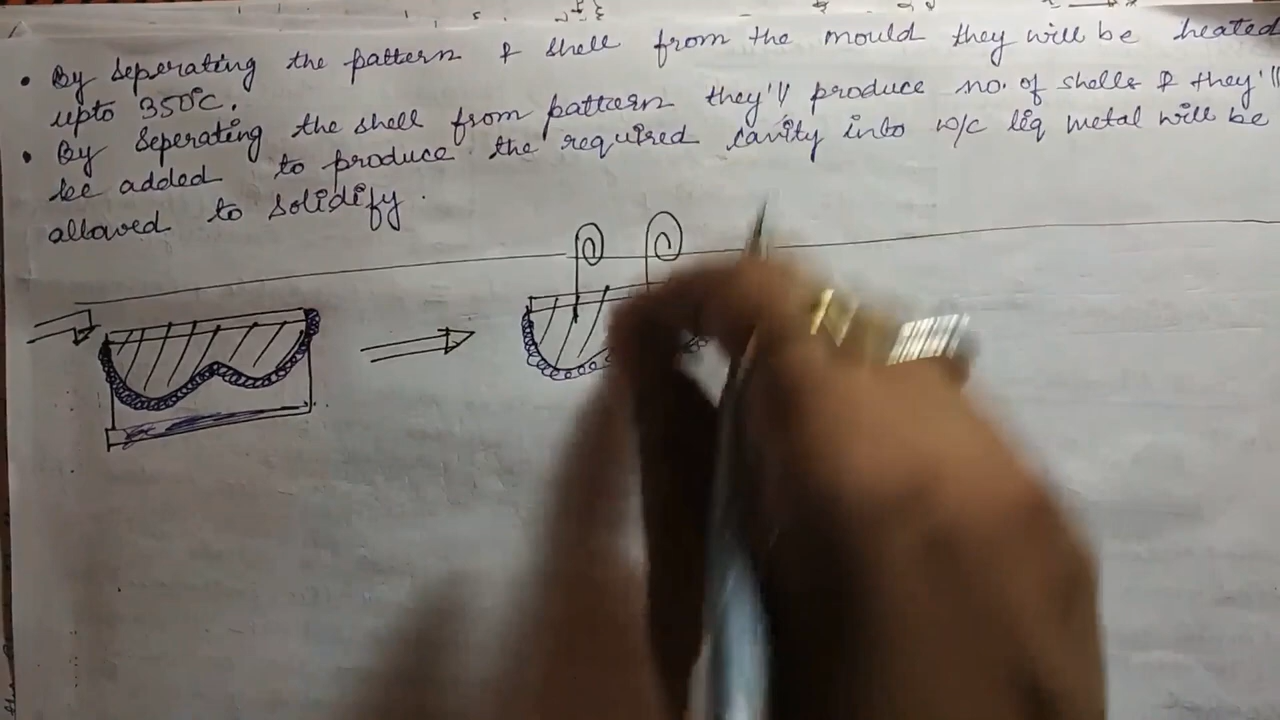 • By seperating the pattern & shell from the mould they will be heated
upto 350°C.
• By seperating the shell from pattern they'll produce no. of shells & they'll
be added to produce the required cavity into w/c liq metal will be
allowed to solidify.